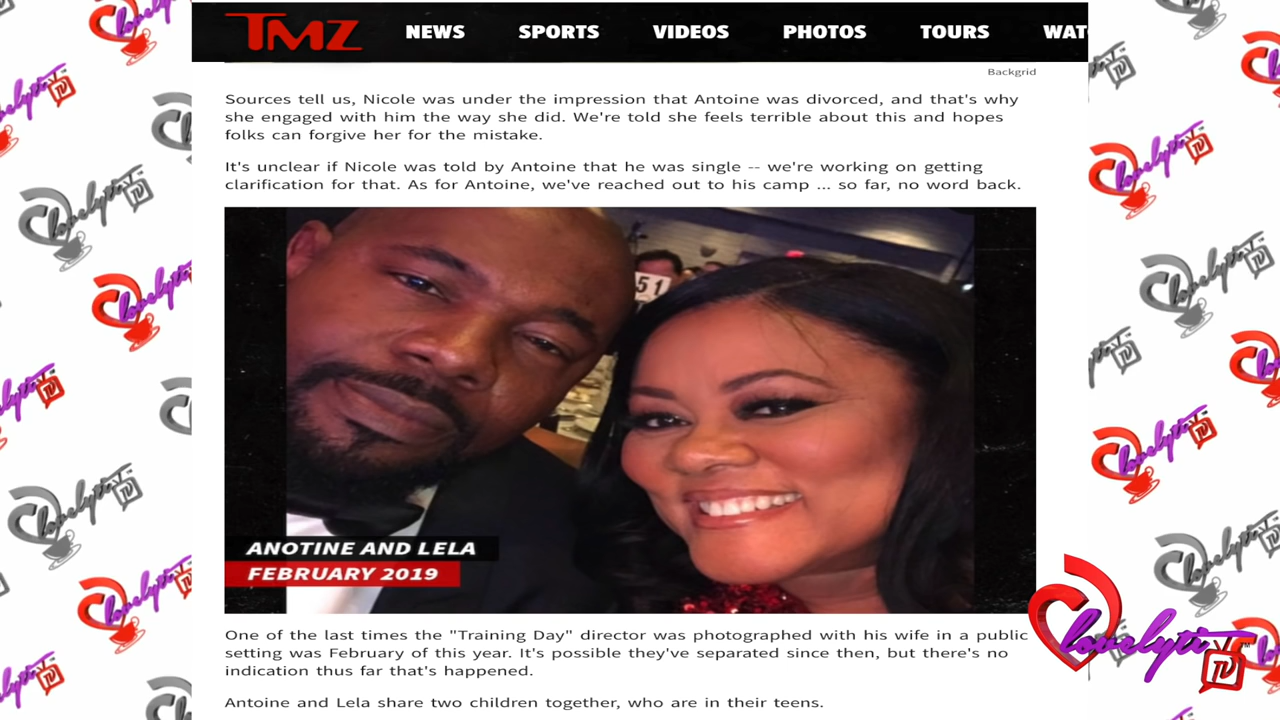 TMZ NEWS SPORTS VIDEOS PHOTOS TOURS WAT
Backgrid
Sources tell us, Nicole was under the impression that Antoine was divorced, and that's why
she engaged with him the way she did. We're told she feels terrible about this and hopes
folks can forgive her for the mistake.
It's unclear if Nicole was told by Antoine that he was single -- we're working on getting
clarification for that. As for Antoine, we've reached out to his camp ... so far, no word back.
51
ANOTINE AND LELA
FEBRUARY 2019
One of the last times the "Training Day" director was photographed with his wife in a public
setting was February of this year. It's possible they've separated since then, but there's no
indication thus far that's happened.
Antoine and Lela share two children together, who are in their teens.
lovelyti TV